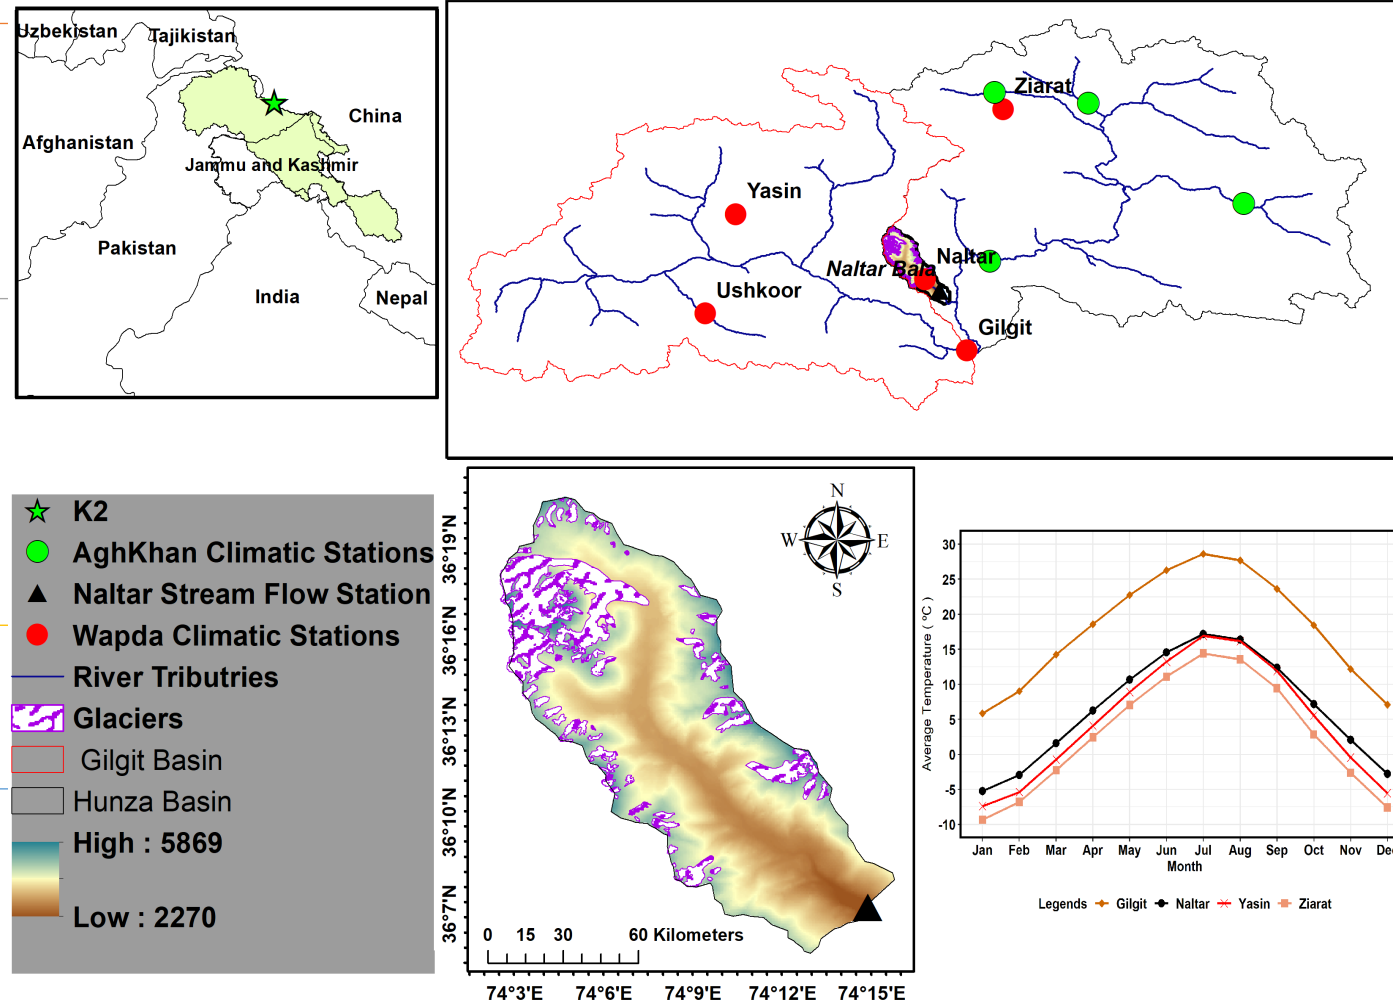 Uzbekistan
Tajikistan
China
Afghanistan
Jammu and Kashmir
Pakistan
India
Nepal
Ziarat
Yasin
Naltar
Naltar Bala
Ushkoor
Gilgit
K2
AghKhan Climatic Stations
Naltar Stream Flow Station
Wapda Climatic Stations
River Tributries
Glaciers
Gilgit Basin
Hunza Basin
High : 5869
Low : 2270
N
W E
S
36°19'N
36°16'N
36°13'N
36°10'N
36°7'N
0 15 30 60 Kilometers
74°3'E 74°6'E 74°9'E 74°12'E 74°15'E
Average Temperature ( ºC )
30
25
20
15
10
5
0
-5
-10
Jan Feb Mar Apr May Jun Jul Aug Sep Oct Nov Dec
Month
Legends Gilgit Naltar Yasin Ziarat